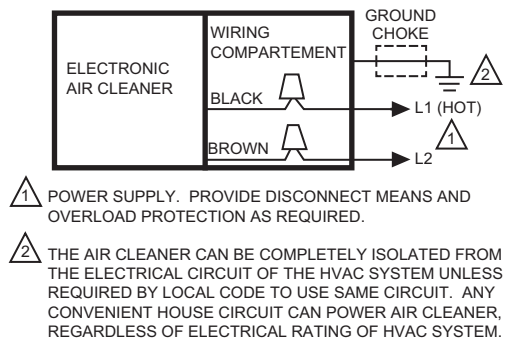 GROUND
CHOKE
WIRING
COMPARTEMENT
ELECTRONIC
AIR CLEANER
2
BLACK
L1 (HOT)
1
BROWN
L2
1 POWER SUPPLY. PROVIDE DISCONNECT MEANS AND
OVERLOAD PROTECTION AS REQUIRED.
2 THE AIR CLEANER CAN BE COMPLETELY ISOLATED FROM
THE ELECTRICAL CIRCUIT OF THE HVAC SYSTEM UNLESS
REQUIRED BY LOCAL CODE TO USE SAME CIRCUIT. ANY
CONVENIENT HOUSE CIRCUIT CAN POWER AIR CLEANER,
REGARDLESS OF ELECTRICAL RATING OF HVAC SYSTEM.